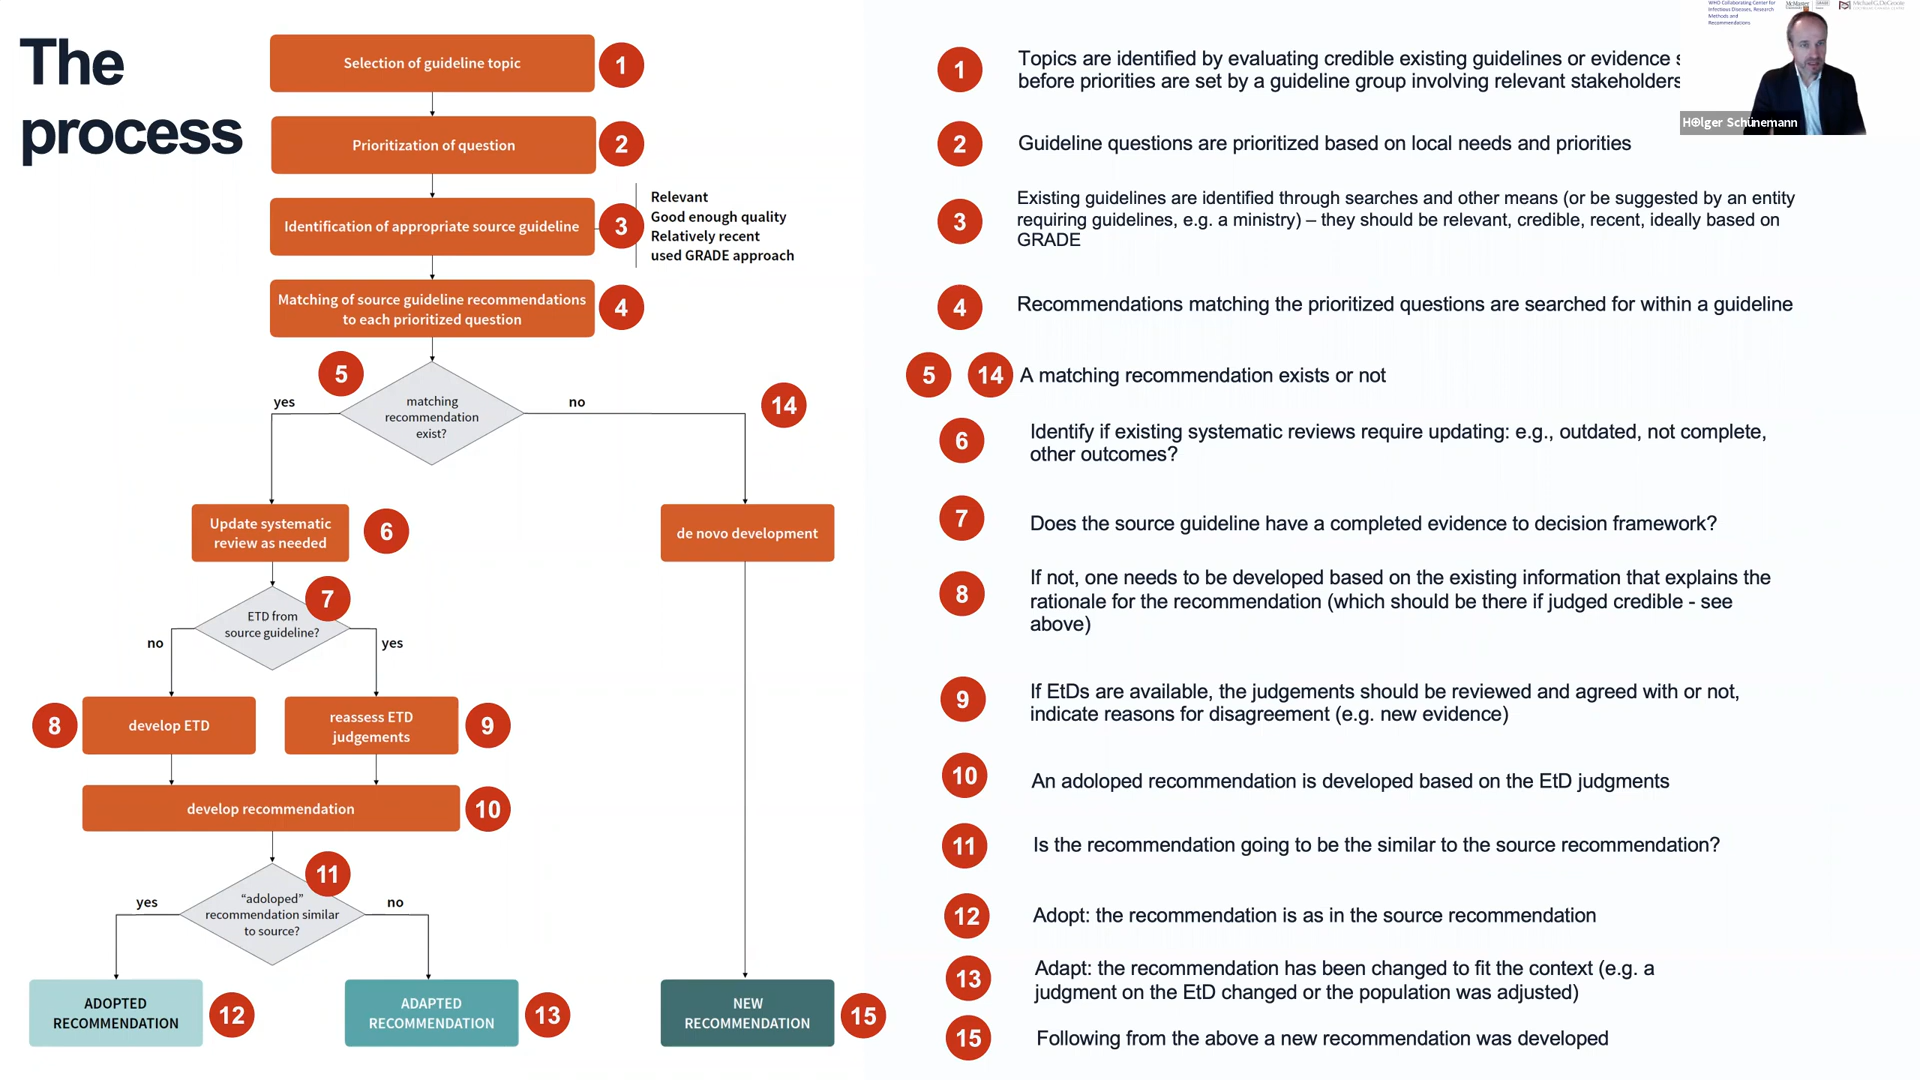 The
process
Selection of guideline topic
1
Prioritization of question
2
Identification of appropriate source guideline
3
Relevant
Good enough quality
Relatively recent
used GRADE approach
Matching of source guideline recommendations
to each prioritized question
4
5
matching
recommendation
exist?
yes
no
14
Update systematic
review as needed
6
de novo development
7
ETD from
source guideline?
no
yes
8
develop ETD
reassess ETD
judgements
9
develop recommendation
10
11
“adoloped”
recommendation similar
to source?
yes
no
ADOPTED
RECOMMENDATION
12
ADAPTED
RECOMMENDATION
13
NEW
RECOMMENDATION
15
1
Topics are identified by evaluating credible existing guidelines or evidence
before priorities are set by a guideline group involving relevant stakeholders
2
Guideline questions are prioritized based on local needs and priorities
3
Existing guidelines are identified through searches and other means (or be suggested by an entity
requiring guidelines, e.g. a ministry) – they should be relevant, credible, recent, ideally based on
GRADE
4
Recommendations matching the prioritized questions are searched for within a guideline
5 14 A matching recommendation exists or not
6
Identify if existing systematic reviews require updating: e.g., outdated, not complete,
other outcomes?
7
Does the source guideline have a completed evidence to decision framework?
8
If not, one needs to be developed based on the existing information that explains the
rationale for the recommendation (which should be there if judged credible - see
above)
9
If EtDs are available, the judgements should be reviewed and agreed with or not,
indicate reasons for disagreement (e.g. new evidence)
10
An adoloped recommendation is developed based on the EtD judgments
11
Is the recommendation going to be the similar to the source recommendation?
12
Adopt: the recommendation is as in the source recommendation
13
Adapt: the recommendation has been changed to fit the context (e.g. a
judgment on the EtD changed or the population was adjusted)
15
Following from the above a new recommendation was developed
WHO Collaborating Center for
Infectious Diseases, Research
Methods and
Recommendations
McMaster
Holger Schünemann